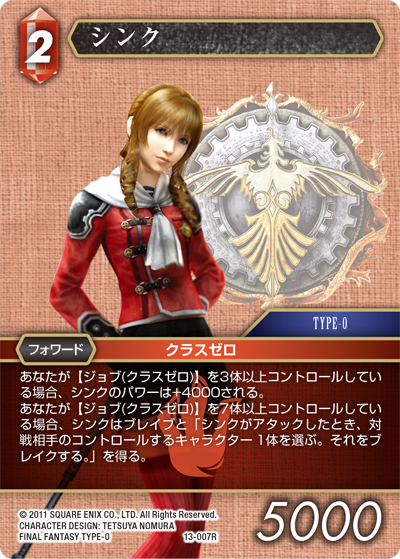 2
シンク
TYPE-0
フォワード
クラスゼロ
あなたが【ジョブ(クラスゼロ)】を3体以上コントロールしてい
る場合、シンクのパワーは+4000される。
あなたが【ジョブ(クラスゼロ)】を7体以上コントロールしてい
る場合、シンクはブレイブと「シンクがアタックしたとき、対
戦相手のコントロールするキャラクター1体を選ぶ。それをブ
レイクする。」を得る。
© 2011 SQUARE ENIX CO., LTD. All Rights Reserved.
CHARACTER DESIGN: TETSUYA NOMURA
FINAL FANTASY TYPE-0
13-007R
5000